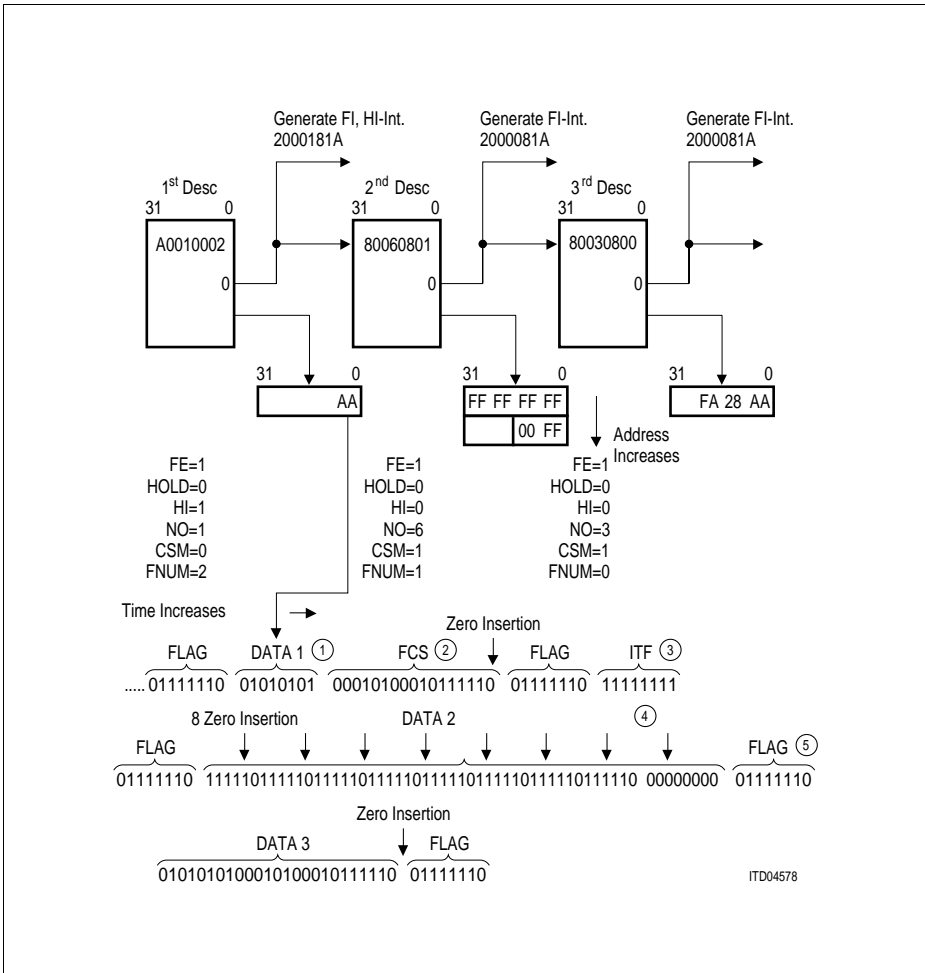 Generate FI, HI-Int. Generate FI-Int. Generate FI-Int.
2000181A 2000081A 2000081A
1st Desc 2nd Desc 3rd Desc
31 0 31 0 31 0
A0010002 80060801 80030800
0 0 0
31 0 31 0 31 0
AA FF FF FF FF FA 28 AA
00 FF
Address
Increases
FE=1 FE=1 FE=1
HOLD=0 HOLD=0 HOLD=0
HI=1 HI=0 HI=0
NO=1 NO=6 NO=3
CSM=0 CSM=1 CSM=1
FNUM=2 FNUM=1 FNUM=0
Time Increases
Zero Insertion
FLAG DATA 1 1 FCS 2 FLAG ITF 3
..... 01111110 01010101 00010100010111110 01111110 11111111
8 Zero Insertion DATA 2 4
FLAG FLAG 5
01111110 111110111110111110111110111110111110111110111110 00000000 01111110
Zero Insertion
DATA 3 FLAG
0101010100010100010111110 01111110
ITD04578